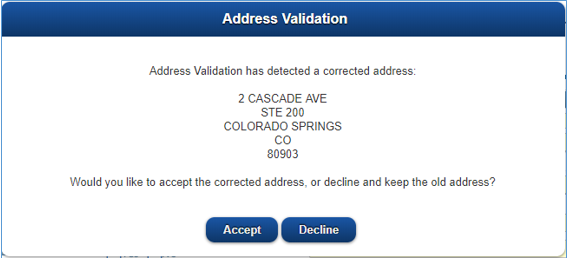 Address Validation
Address Validation has detected a corrected address:
2 CASCADE AVE
STE 200
COLORADO SPRINGS
CO
80903
Would you like to accept the corrected address, or decline and keep the old address?
Accept
Decline